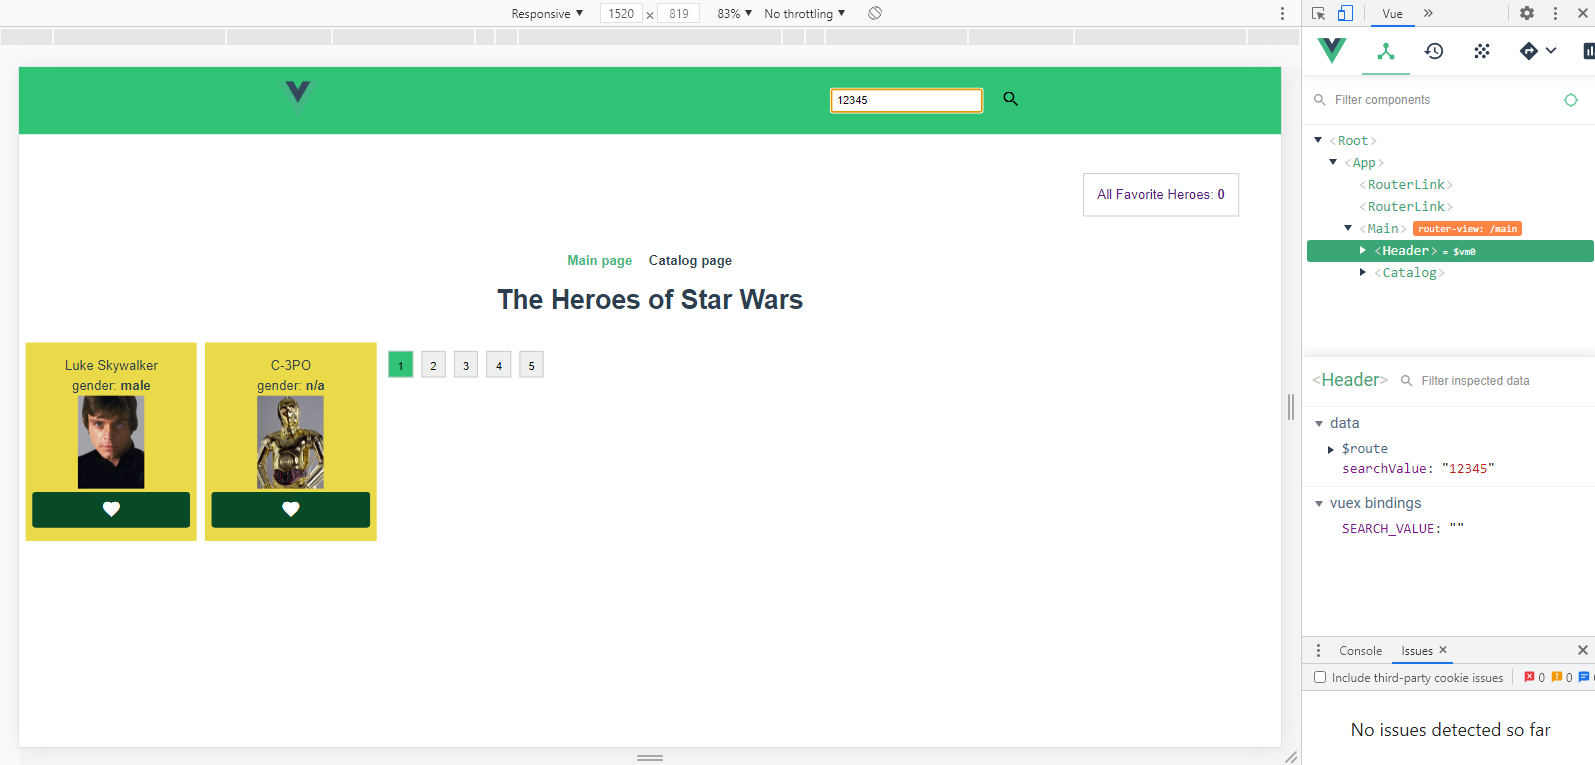 Responsive ▼ 1520 x 819 83% ▼ No throttling ▼
Vue »
12345
Filter components
<Root>
<App>
<RouterLink>
<RouterLink>
<Main> router-view: /main
<Header> = $vm0
<Catalog>
All Favorite Heroes: 0
Main page Catalog page
The Heroes of Star Wars
Luke Skywalker
gender: male
C-3PO
gender: n/a
1 2 3 4 5
<Header> Filter inspected data
data
$route
searchValue: "12345"
vuex bindings
SEARCH_VALUE: ""
Console Issues ×
Include third-party cookie issues 0 0
No issues detected so far